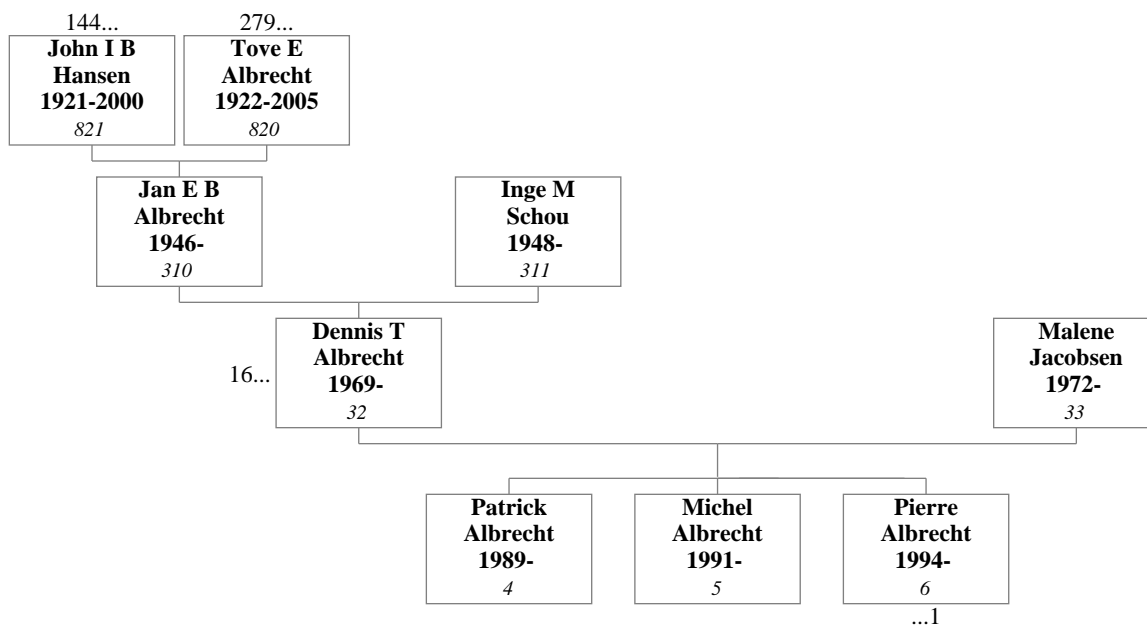 144...
279...
John I B
Hansen
1921-2000
821
Tove E
Albrecht
1922-2005
820
Jan E B
Albrecht
1946-
310
Inge M
Schou
1948-
311
16...
Dennis T
Albrecht
1969-
32
Malene
Jacobsen
1972-
33
Patrick
Albrecht
1989-
4
Michel
Albrecht
1991-
5
Pierre
Albrecht
1994-
6
...1